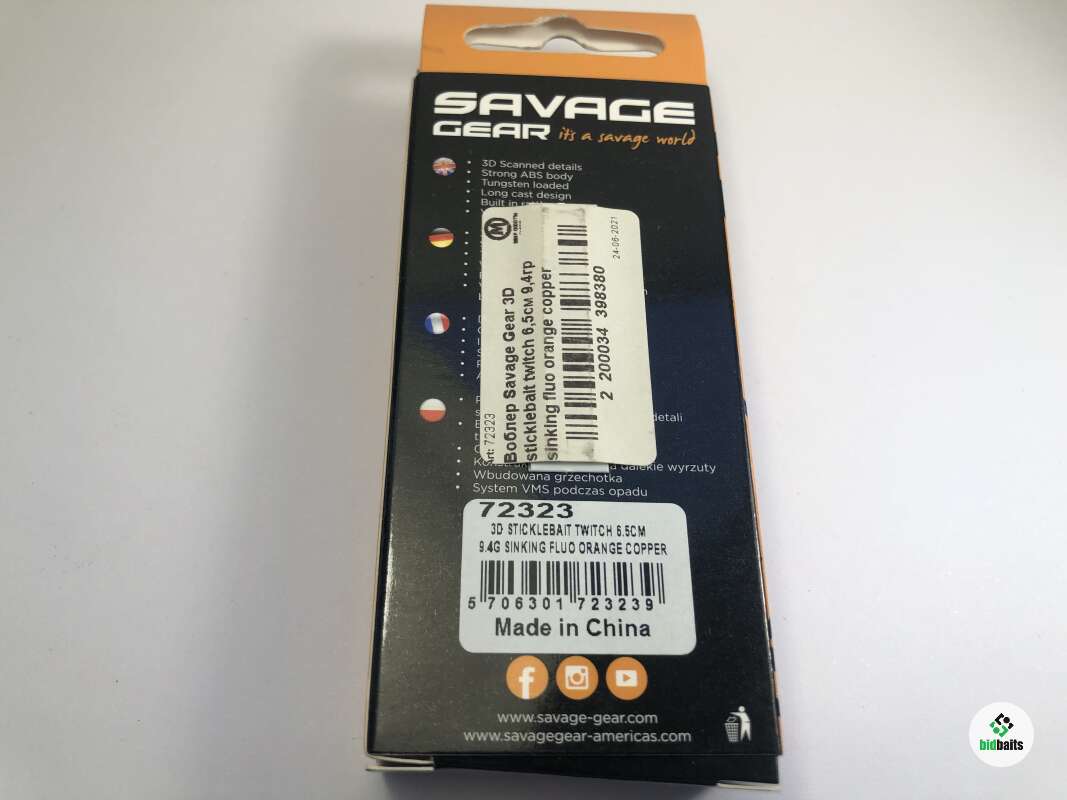 SAVAGE
GEAR it's a savage world
3D Scanned details
Strong ABS body
Tungsten loaded
Long cast design
Built in
Art: 72323
Воблер Savage Gear 3D
sticklebait twitch 6,5см 9,4гр
sinking fluo orange copper
2 200034 398380
24-06-2021
detali
dalekie wyrzuty
Wbudowana grzechotka
System VMS podczas opadu
72323
3D STICKLEBAIT TWITCH 6.5CM
9.4G SINKING FLUO ORANGE COPPER
5 706301 723239
Made in China
www.savage-gear.com
www.savagegear-americas.com
bidbaits